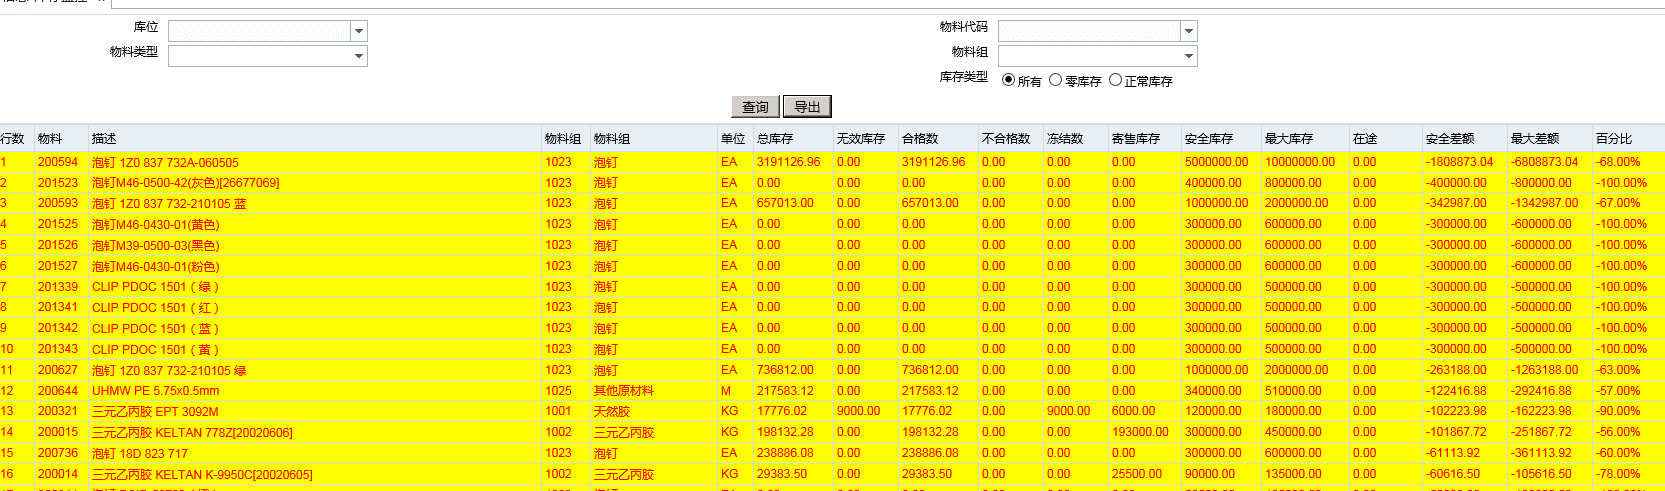 库位 物料代码
物料类型 物料组
库存类型 所有 零库存 正常库存
查询 导出
行数 物料 描述 物料组 物料组 单位 总库存 无效库存 合格数 不合格数 冻结数 寄售库存 安全库存 最大库存 在途 安全差额 最大差额 百分比
1 200594 泡钉 1Z0 837 732A-060505 1023 泡钉 EA 3191126.96 0.00 3191126.96 0.00 0.00 0.00 5000000.00 10000000.00 0.00 -1808873.04 -6808873.04 -68.00%
2 201523 泡钉M46-0500-42(灰色)[26677069] 1023 泡钉 EA 0.00 0.00 0.00 0.00 0.00 0.00 400000.00 800000.00 0.00 -400000.00 -800000.00 -100.00%
3 200593 泡钉 1Z0 837 732-210105 蓝 1023 泡钉 EA 657013.00 0.00 657013.00 0.00 0.00 0.00 1000000.00 2000000.00 0.00 -342987.00 -1342987.00 -67.00%
4 201525 泡钉M46-0430-01(黄色) 1023 泡钉 EA 0.00 0.00 0.00 0.00 0.00 0.00 300000.00 600000.00 0.00 -300000.00 -600000.00 -100.00%
5 201526 泡钉M39-0500-03(黑色) 1023 泡钉 EA 0.00 0.00 0.00 0.00 0.00 0.00 300000.00 600000.00 0.00 -300000.00 -600000.00 -100.00%
6 201527 泡钉M46-0430-01(粉色) 1023 泡钉 EA 0.00 0.00 0.00 0.00 0.00 0.00 300000.00 600000.00 0.00 -300000.00 -600000.00 -100.00%
7 201339 CLIP PDOC 1501（绿） 1023 泡钉 EA 0.00 0.00 0.00 0.00 0.00 0.00 300000.00 500000.00 0.00 -300000.00 -500000.00 -100.00%
8 201341 CLIP PDOC 1501（红） 1023 泡钉 EA 0.00 0.00 0.00 0.00 0.00 0.00 300000.00 500000.00 0.00 -300000.00 -500000.00 -100.00%
9 201342 CLIP PDOC 1501（蓝） 1023 泡钉 EA 0.00 0.00 0.00 0.00 0.00 0.00 300000.00 500000.00 0.00 -300000.00 -500000.00 -100.00%
10 201343 CLIP PDOC 1501（黄） 1023 泡钉 EA 0.00 0.00 0.00 0.00 0.00 0.00 300000.00 500000.00 0.00 -300000.00 -500000.00 -100.00%
11 200627 泡钉 1Z0 837 732-210105 绿 1023 泡钉 EA 736812.00 0.00 736812.00 0.00 0.00 0.00 1000000.00 2000000.00 0.00 -263188.00 -1263188.00 -63.00%
12 200644 UHMW PE 5.75x0.5mm 1025 其他原材料 M 217583.12 0.00 217583.12 0.00 0.00 0.00 340000.00 510000.00 0.00 -122416.88 -292416.88 -57.00%
13 200321 三元乙丙胶 EPT 3092M 1001 天然胶 KG 17776.02 9000.00 17776.02 0.00 9000.00 6000.00 120000.00 180000.00 0.00 -102223.98 -162223.98 -90.00%
14 200015 三元乙丙胶 KELTAN 778Z[20020606] 1002 三元乙丙胶 KG 198132.28 0.00 198132.28 0.00 0.00 193000.00 300000.00 450000.00 0.00 -101867.72 -251867.72 -56.00%
15 200736 泡钉 18D 823 717 1023 泡钉 EA 238886.08 0.00 238886.08 0.00 0.00 0.00 300000.00 600000.00 0.00 -61113.92 -361113.92 -60.00%
16 200014 三元乙丙胶 KELTAN K-9950C[20020605] 1002 三元乙丙胶 KG 29383.50 0.00 29383.50 0.00 0.00 25500.00 90000.00 135000.00 0.00 -60616.50 -105616.50 -78.00%